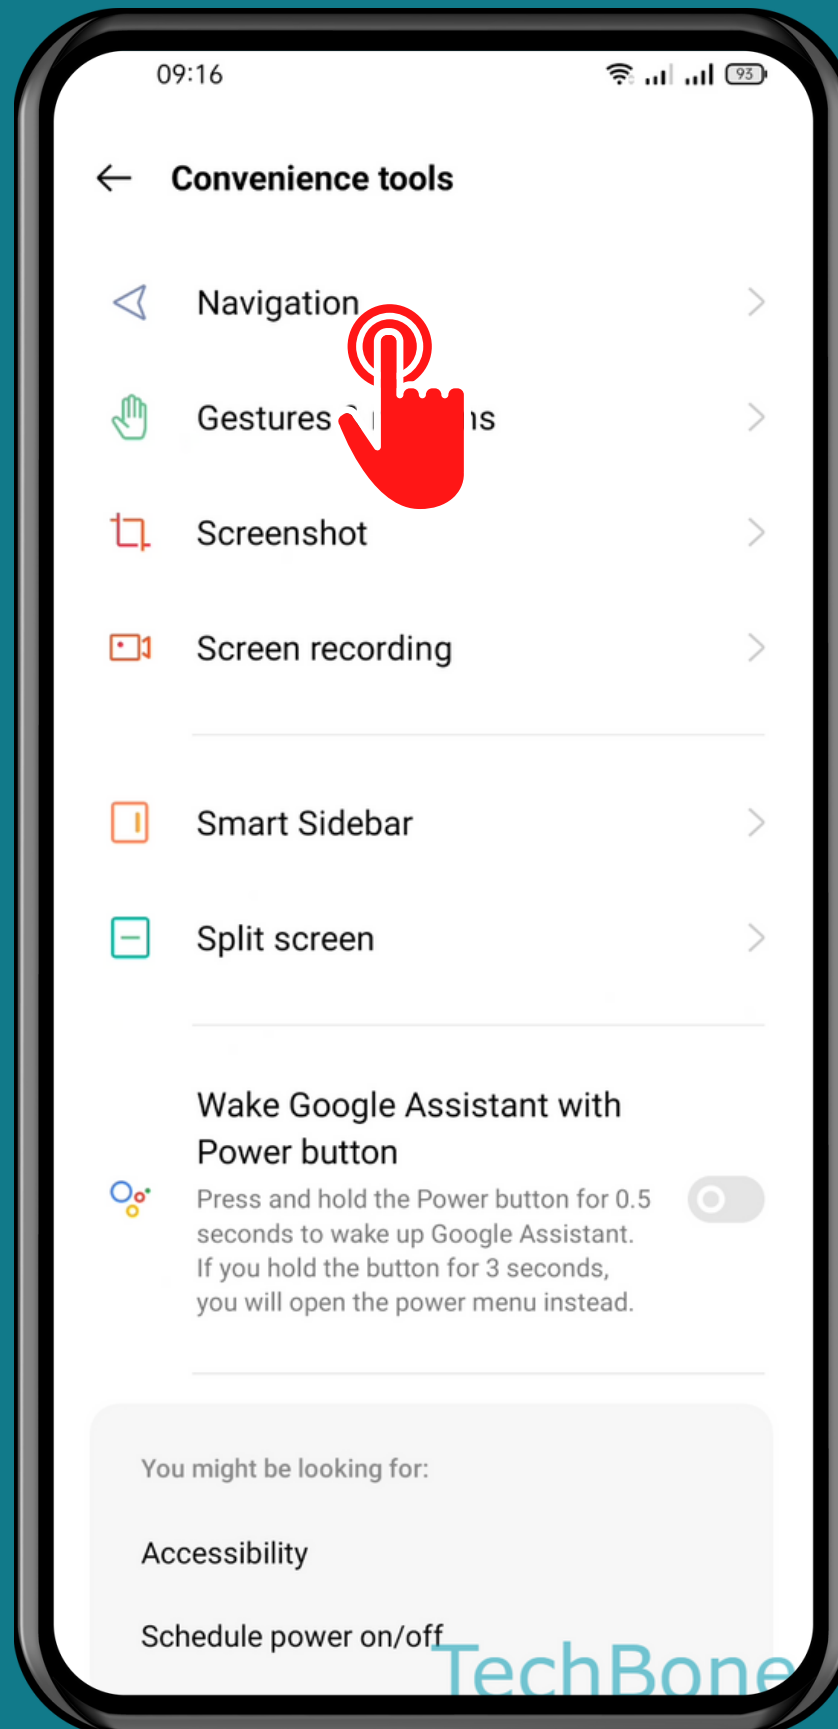 09:16
93
Convenience tools
Navigation
Gestures
Screenshot
Screen recording
Smart Sidebar
Split screen
Wake Google Assistant with
Power button
Press and hold the Power button for 0.5
seconds to wake up Google Assistant.
If you hold the button for 3 seconds,
you will open the power menu instead.
You might be looking for:
Accessibility
Schedule power on/off
TechBone